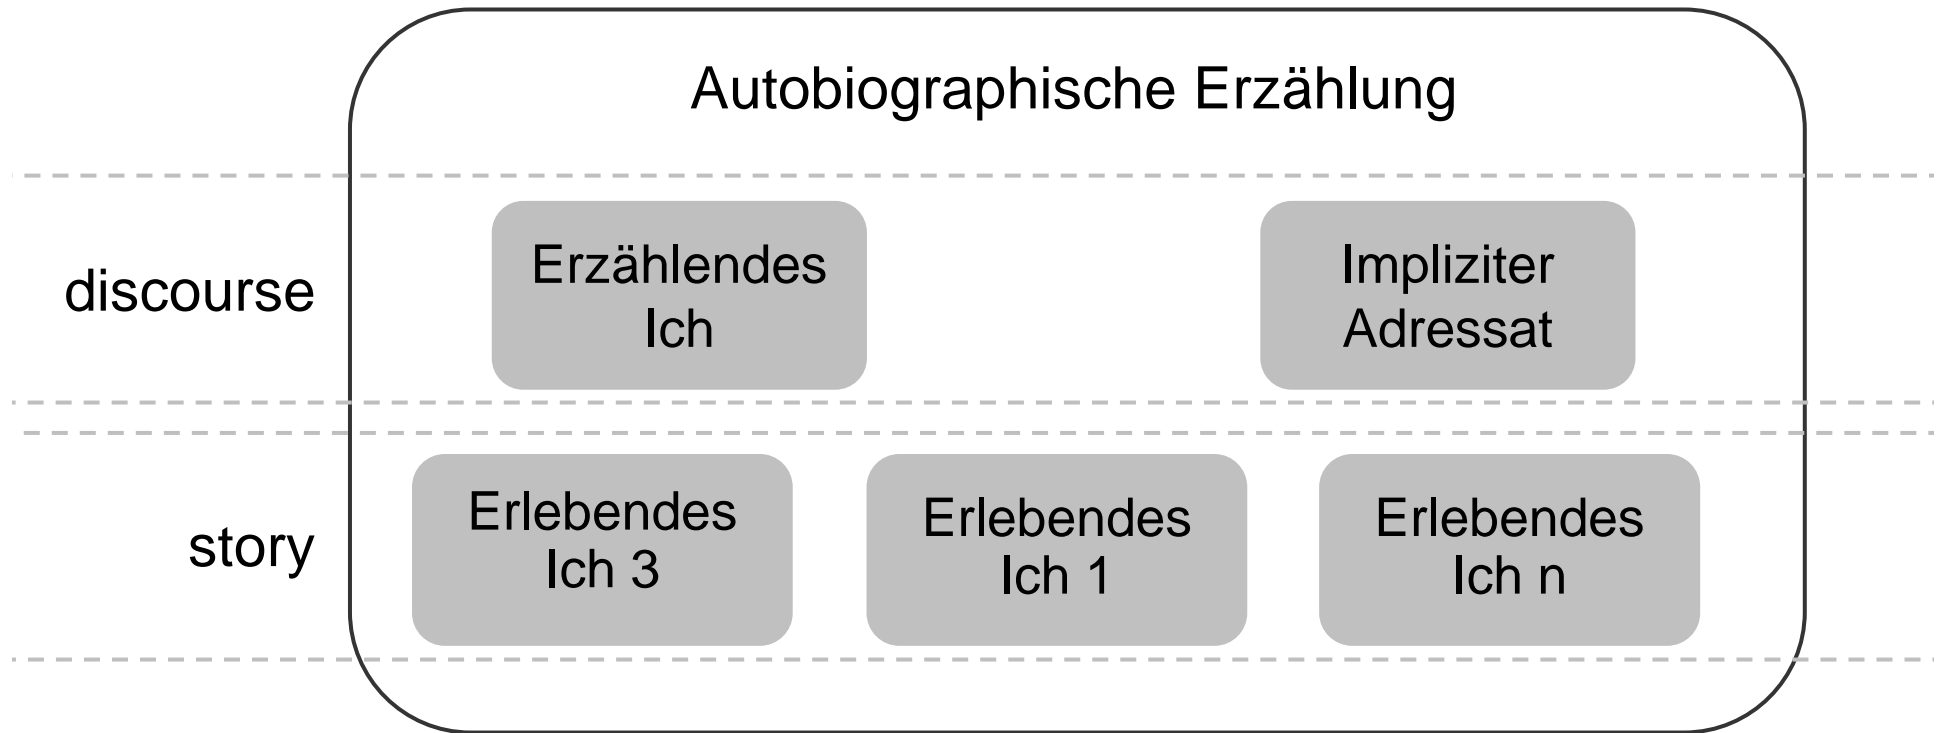 Autobiographische Erzählung
discourse
Erzählendes
Ich
Impliziter
Adressat
story
Erlebendes
Ich 3
Erlebendes
Ich 1
Erlebendes
Ich n